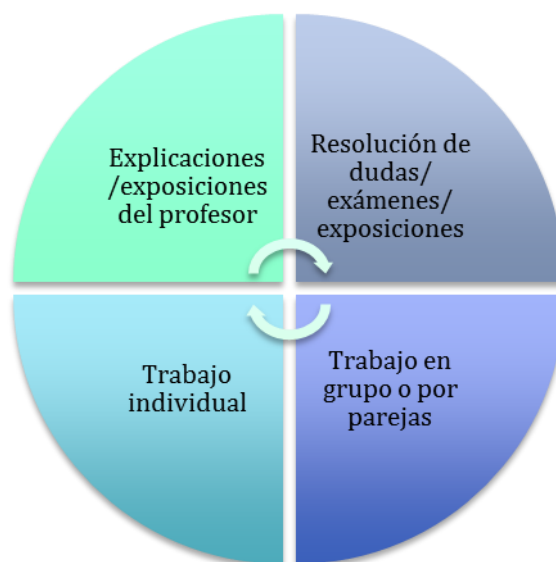 Explicaciones
/exposiciones
del profesor
Resolución de
dudas/
exámenes/
exposiciones
Trabajo
individual
Trabajo en
grupo o por
parejas